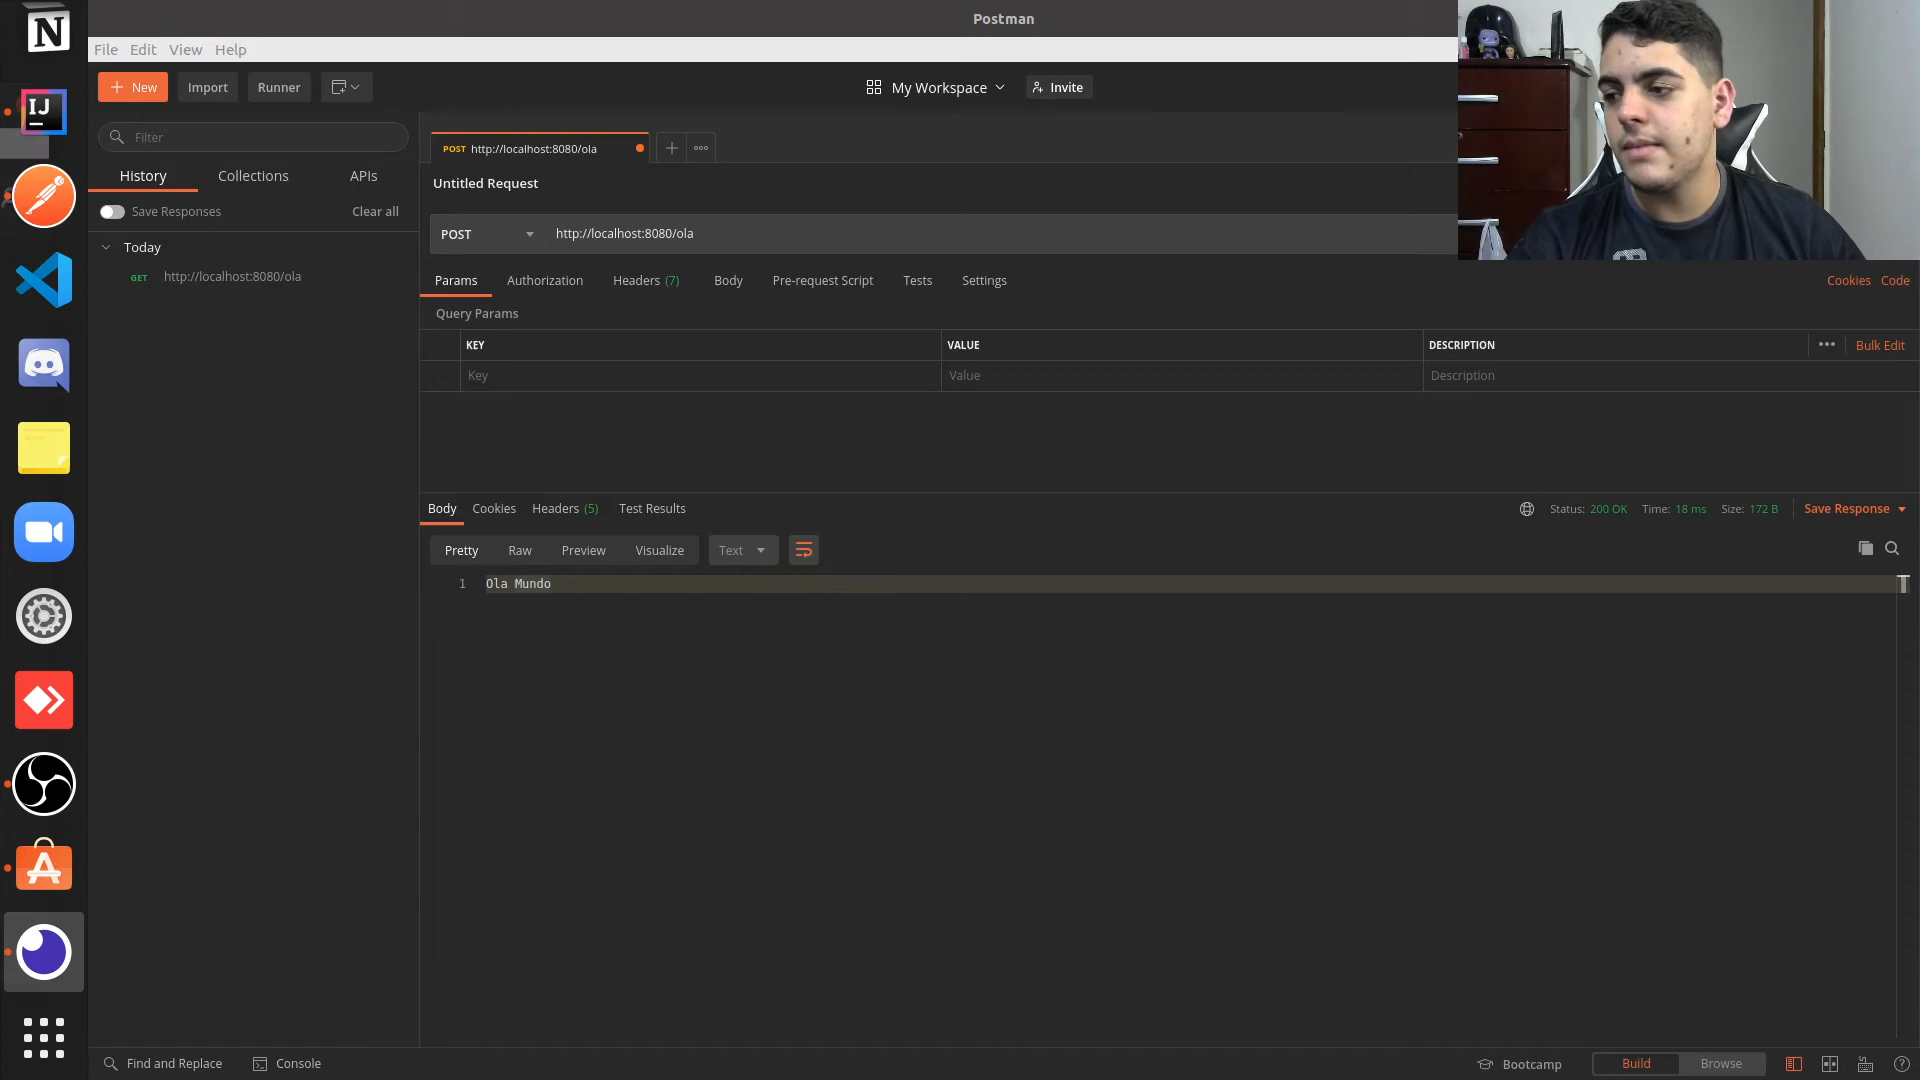 Postman
File Edit View Help
New Import Runner My Workspace Invite
Filter
History Collections APIs
Save Responses Clear all
Today
GET http://localhost:8080/ola
POST http://localhost:8080/ola
Untitled Request
POST http://localhost:8080/ola
Params Authorization Headers (7) Body Pre-request Script Tests Settings Cookies Code
Query Params
KEY VALUE DESCRIPTION Bulk Edit
Key Value Description
Body Cookies Headers (5) Test Results Status: 200 OK Time: 18 ms Size: 172 B Save Response
Pretty Raw Preview Visualize Text
1 Ola Mundo
Find and Replace Console Bootcamp Build Browse
N
IJ